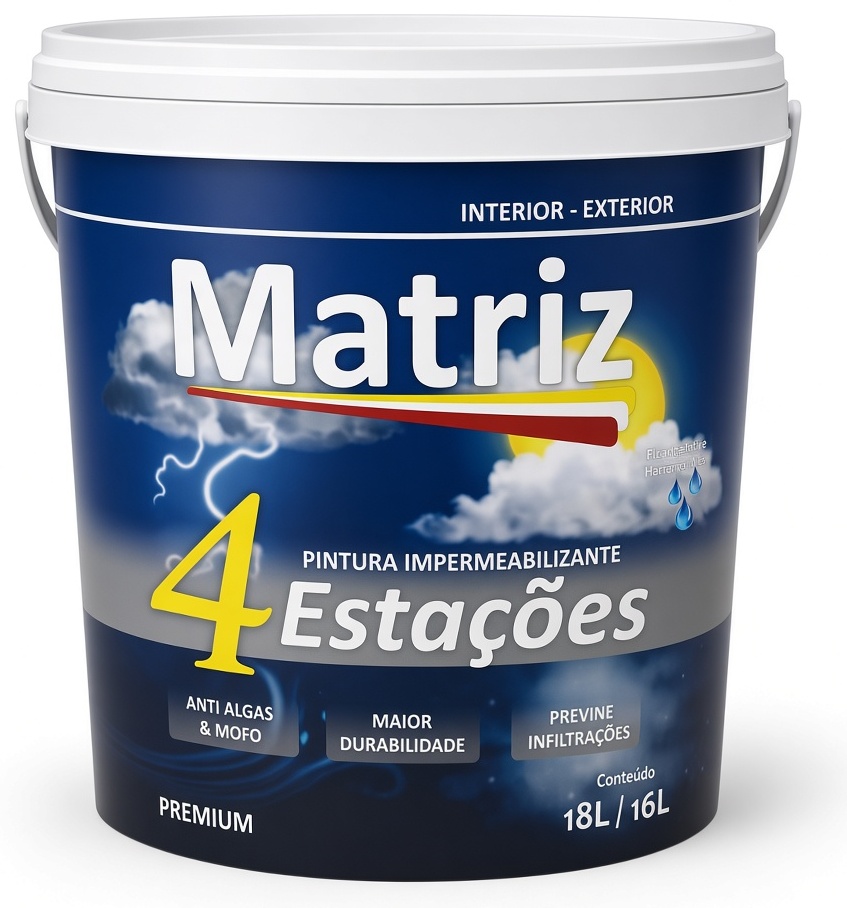 INTERIOR - EXTERIOR
Matriz
PINTURA IMPERMEABILIZANTE
4 Estações
ANTI ALGAS
& MOFO
MAIOR
DURABILIDADE
PREVINE
INFILTRAÇÕES
Conteúdo
18L / 16L
PREMIUM